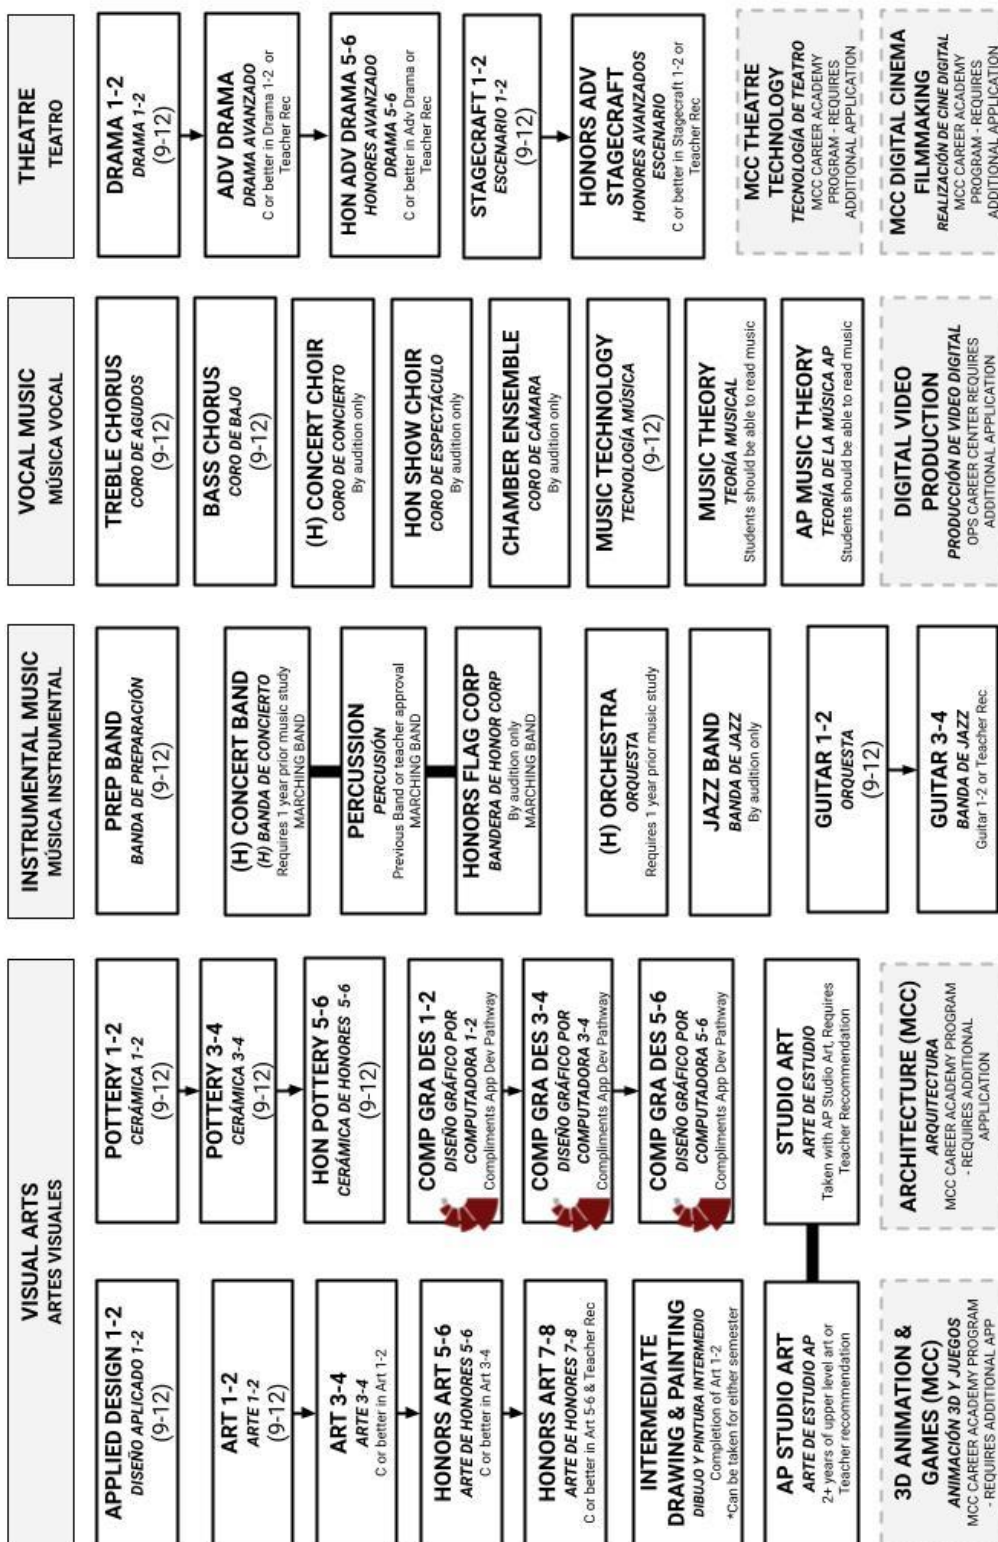 VISUAL ARTS
ARTES VISUALES
APPLIED DESIGN 1-2
DISEÑO APLICADO 1-2
(9-12)
ART 1-2
ARTE 1-2
(9-12)
ART 3-4
ARTE 3-4
C or better in Art 1-2
HONORS ART 5-6
ARTE DE HONORES 5-6
C or better in Art 3-4
HONORS ART 7-8
ARTE DE HONORES 7-8
C or better in Art 5-6 & Teacher Rec
INTERMEDIATE
DRAWING & PAINTING
DIBUJO Y PINTURA INTERMEDIO
Completion of Art 1-2
*Can be taken for either semester
AP STUDIO ART
ARTE DE ESTUDIO AP
2+ years of upper level art or
Teacher recommendation
3D ANIMATION &
GAMES (MCC)
ANIMACIÓN 3D Y JUEGOS
MCC CAREER ACADEMY PROGRAM
- REQUIRES ADDITIONAL APP
POTTERY 1-2
CERÁMICA 1-2
(9-12)
POTTERY 3-4
CERÁMICA 3-4
(9-12)
HON POTTERY 5-6
CERÁMICA DE HONORES 5-6
(9-12)
COMP GRA DES 1-2
DISEÑO GRÁFICO POR
COMPUTADORA 1-2
Compliments App Dev Pathway
COMP GRA DES 3-4
DISEÑO GRÁFICO POR
COMPUTADORA 3-4
Compliments App Dev Pathway
COMP GRA DES 5-6
DISEÑO GRÁFICO POR
COMPUTADORA 5-6
Compliments App Dev Pathway
STUDIO ART
ARTE DE ESTUDIO
Taken with AP Studio Art, Requires
Teacher Recommendation
ARCHITECTURE (MCC)
ARQUITECTURA
MCC CAREER ACADEMY PROGRAM
- REQUIRES ADDITIONAL
APPLICATION
INSTRUMENTAL MUSIC
MÚSICA INSTRUMENTAL
PREP BAND
BANDA DE PREPARACIÓN
(9-12)
(H) CONCERT BAND
(H) BANDA DE CONCIERTO
Requires 1 year prior music study
MARCHING BAND
PERCUSSION
PERCUSIÓN
Previous Band or teacher approval
MARCHING BAND
HONORS FLAG CORP
BANDERA DE HONOR CORP
By audition only
MARCHING BAND
(H) ORCHESTRA
ORQUESTA
Requires 1 year prior music study
JAZZ BAND
BANDA DE JAZZ
By audition only
GUITAR 1-2
ORQUESTA
(9-12)
GUITAR 3-4
BANDA DE JAZZ
Guitar 1-2 or Teacher Rec
VOCAL MUSIC
MÚSICA VOCAL
TREBLE CHORUS
CORO DE AGUDOS
(9-12)
BASS CHORUS
CORO DE BAJO
(9-12)
(H) CONCERT CHOIR
CORO DE CONCIERTO
By audition only
HON SHOW CHOIR
CORO DE ESPECTÁCULO
By audition only
CHAMBER ENSEMBLE
CORO DE CÁMARA
By audition only
MUSIC TECHNOLOGY
TECNOLOGÍA MÚSICA
(9-12)
MUSIC THEORY
TEORÍA MUSICAL
Students should be able to read music
AP MUSIC THEORY
TEORÍA DE LA MÚSICA AP
Students should be able to read music
DIGITAL VIDEO
PRODUCTION
PRODUCCIÓN DE VIDEO DIGITAL
OPS CAREER CENTER REQUIRES
ADDITIONAL APPLICATION
THEATRE
TEATRO
DRAMA 1-2
DRAMA 1-2
(9-12)
ADV DRAMA
DRAMA AVANZADO
C or better in Drama 1-2 or
Teacher Rec
HON ADV DRAMA 5-6
HONORES AVANZADO
DRAMA 5-6
C or better in Adv Drama or
Teacher Rec
STAGECRAFT 1-2
ESCENARIO 1-2
(9-12)
HONORS ADV
STAGECRAFT
HONORES AVANZADOS
ESCENARIO
C or better in Stagecraft 1-2 or
Teacher Rec
MCC THEATRE
TECHNOLOGY
TECNOLOGÍA DE TEATRO
MCC CAREER ACADEMY
PROGRAM - REQUIRES
ADDITIONAL APPLICATION
MCC DIGITAL CINEMA
FILMMAKING
REALIZACIÓN DE CINE DIGITAL
MCC CAREER ACADEMY
PROGRAM - REQUIRES
ADDITIONAL APPLICATION